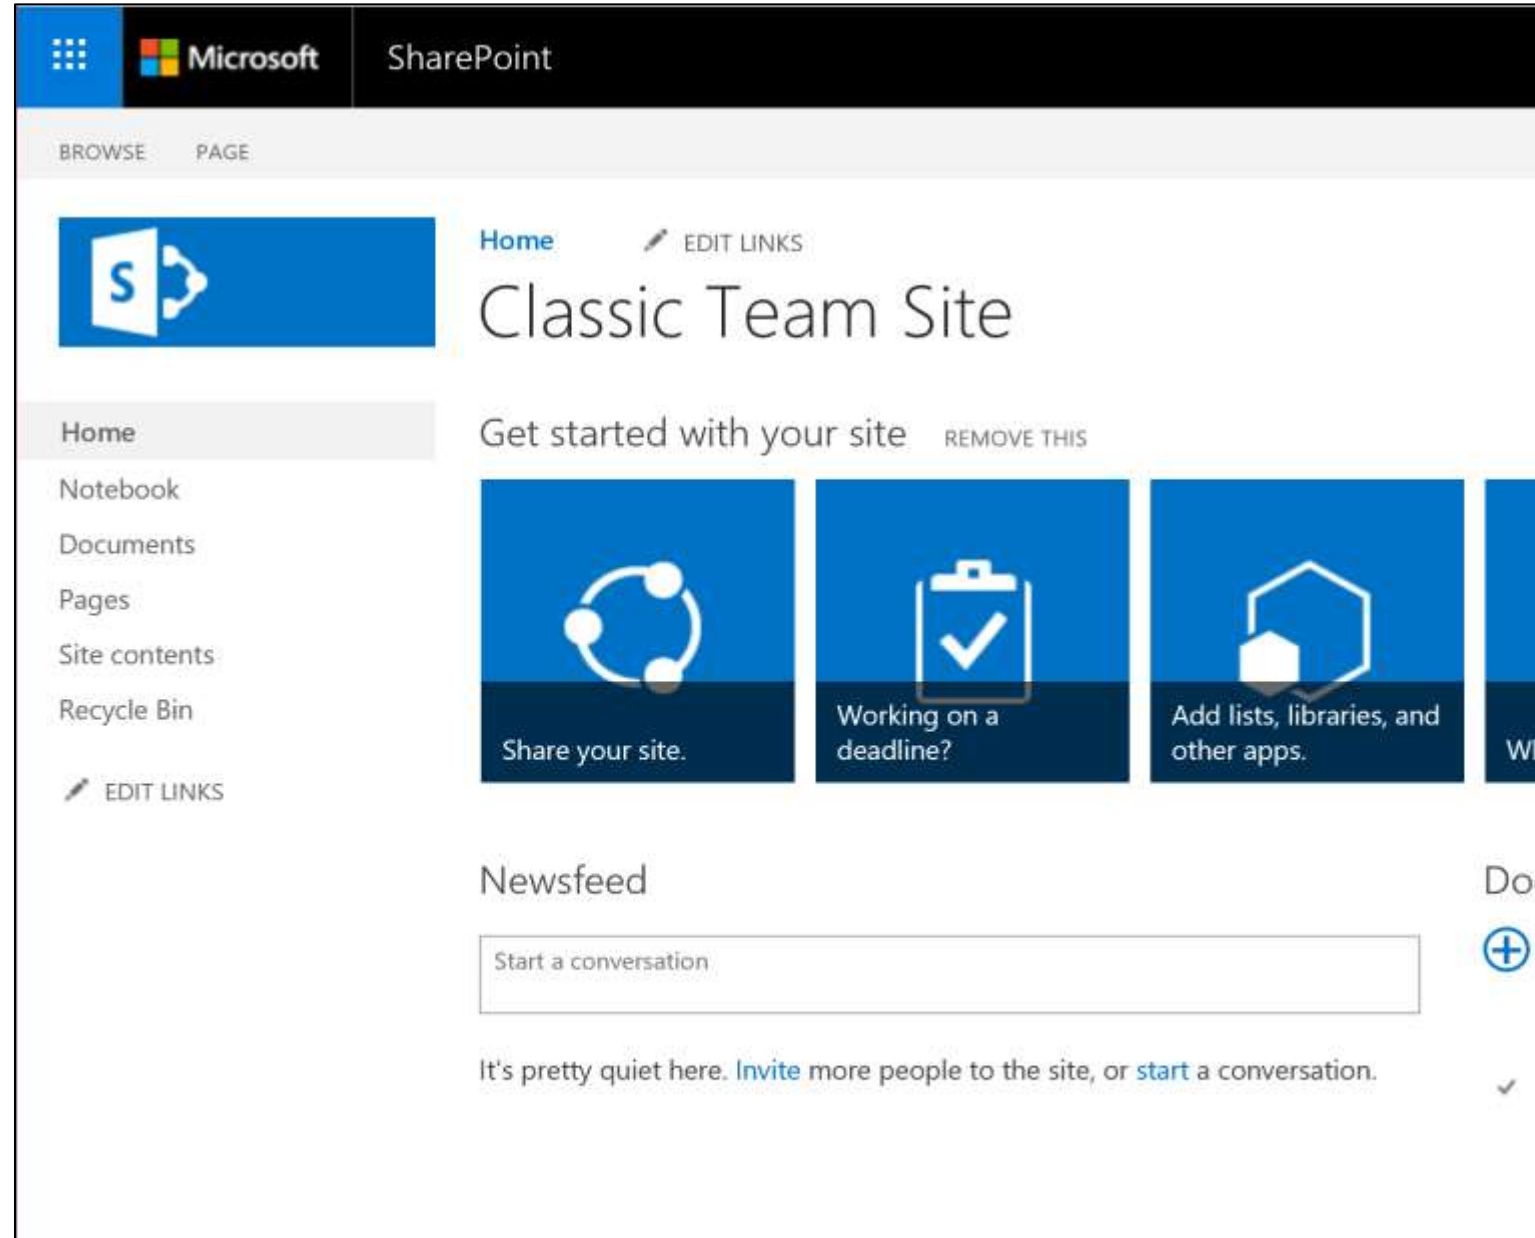 Microsoft SharePoint
BROWSE PAGE
S
Home EDIT LINKS
Classic Team Site
Home
Notebook
Documents
Pages
Site contents
Recycle Bin
EDIT LINKS
Get started with your site REMOVE THIS
Share your site.
Working on a
deadline?
Add lists, libraries, and
other apps.
Newsfeed
Start a conversation
It's pretty quiet here. Invite more people to the site, or start a conversation.